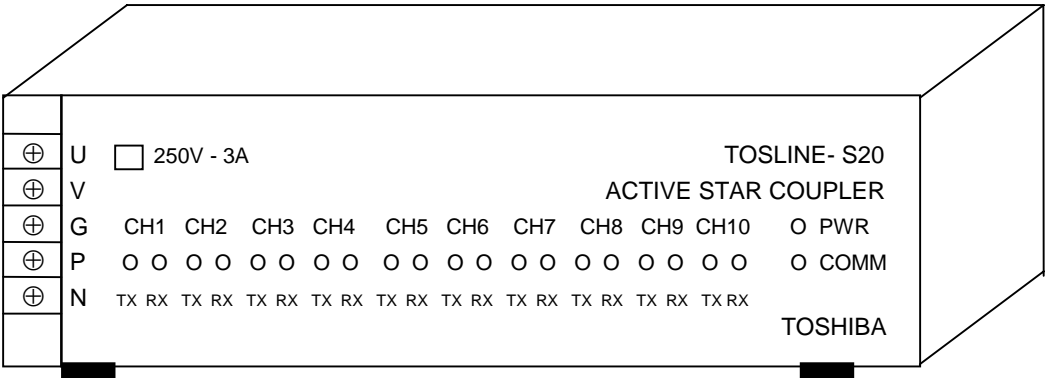 U 250V - 3A TOSLINE- S20
V ACTIVE STAR COUPLER
G CH1 CH2 CH3 CH4 CH5 CH6 CH7 CH8 CH9 CH10 O PWR
P O O O O O O O O O O O O O O O O O O O O O COMM
N TX RX TX RX TX RX TX RX TX RX TX RX TX RX TX RX TX RX TX RX
TOSHIBA